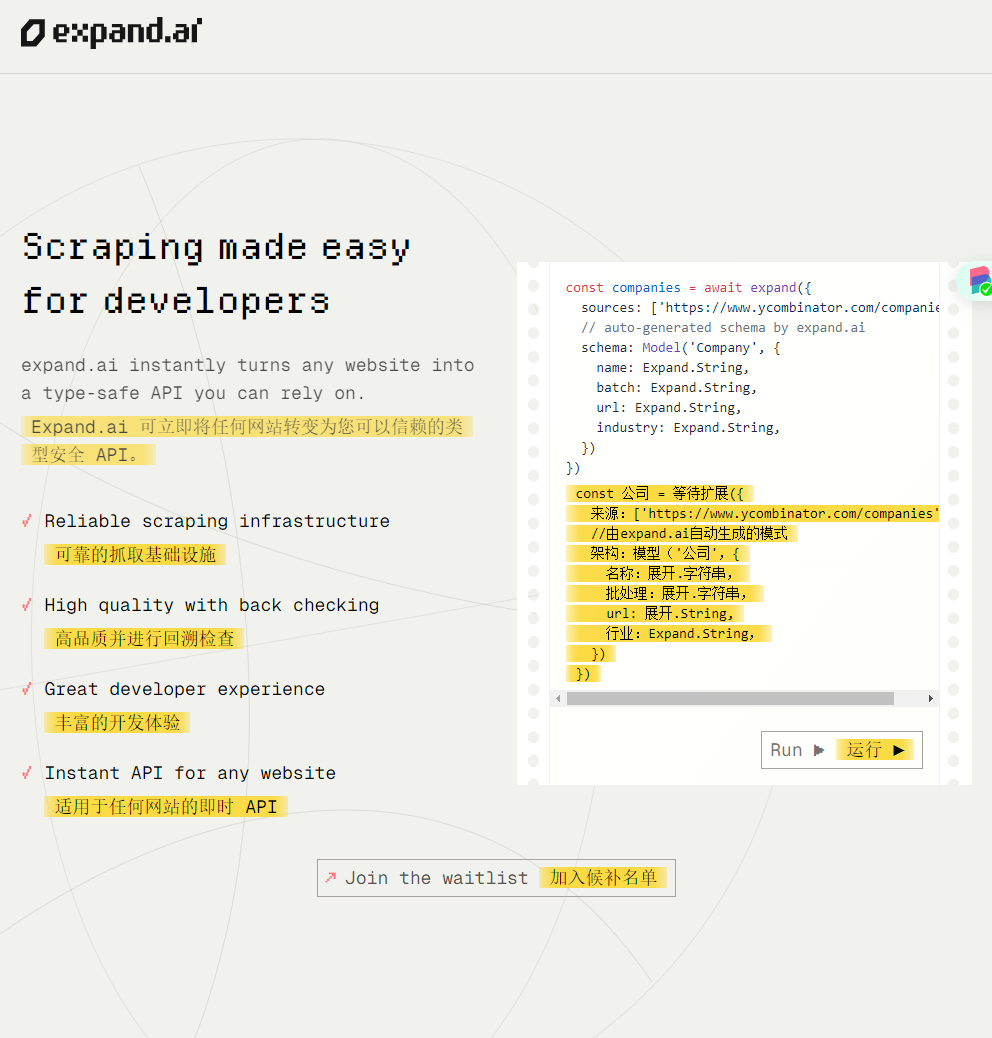 expand.ai
Scraping made easy
for developers
expand.ai instantly turns any website into
a type-safe API you can rely on.
Expand.ai 可立即将任何网站转变为您可以信赖的类
型安全 API。
✓ Reliable scraping infrastructure
可靠的抓取基础设施
✓ High quality with back checking
高品质并进行回溯检查
✓ Great developer experience
丰富的开发体验
✓ Instant API for any website
适用于任何网站的即时 API
const companies = await expand({
sources: ['https://www.ycombinator.com/companie
// auto-generated schema by expand.ai
schema: Model('Company', {
name: Expand.String,
batch: Expand.String,
url: Expand.String,
industry: Expand.String,
})
})
const 公司 = 等待扩展({
来源：['https://www.ycombinator.com/companies'
//由expand.ai自动生成的模式
架构：模型（'公司'，{
名称：展开.字符串，
批处理：展开.字符串，
url: 展开.String,
行业：Expand.String，
})
})
Run ▶ 运行 ▶
↗ Join the waitlist 加入候补名单